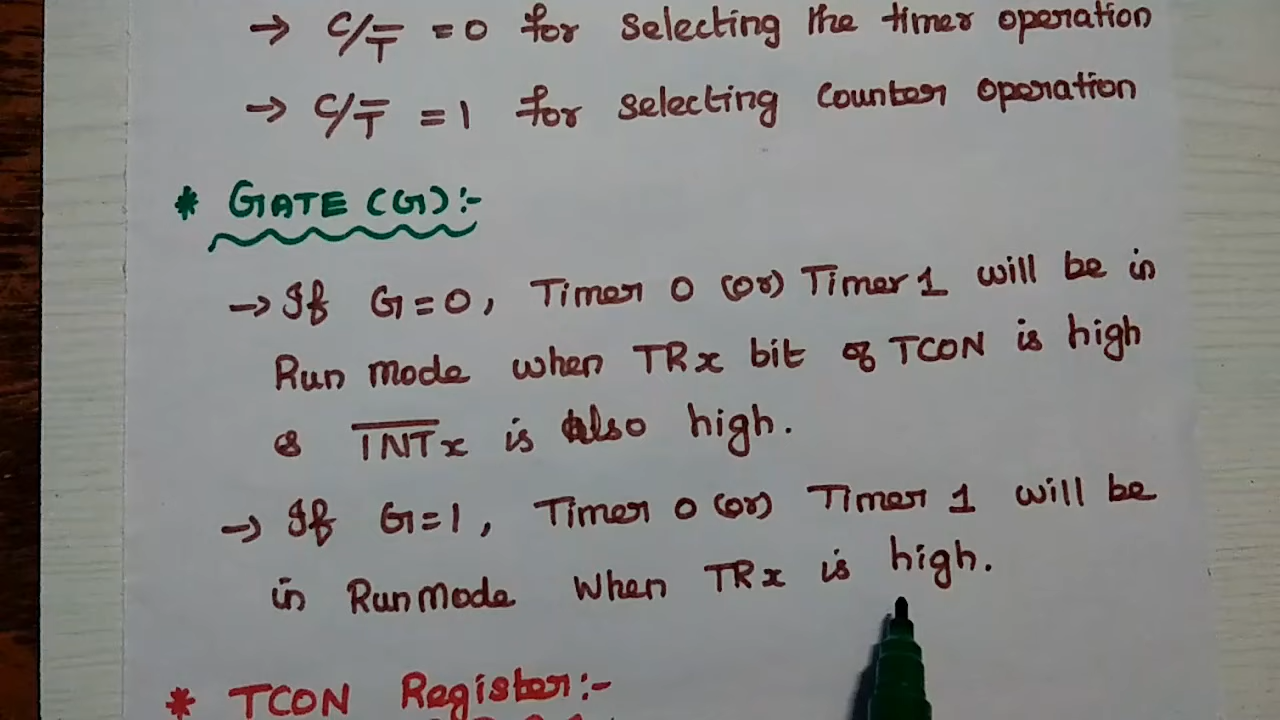 → C/T̅ = 0 for selecting the timer operation
→ C/T̅ = 1 for selecting counter operation
* GATE (G):-
→ If G=0, Timer 0 (or) Timer 1 will be in
Run mode when TRx bit of TCON is high
& I̅N̅T̅x is also high.
→ If G=1, Timer 0 (or) Timer 1 will be
in Run mode when TRx is high.
* TCON Register:-